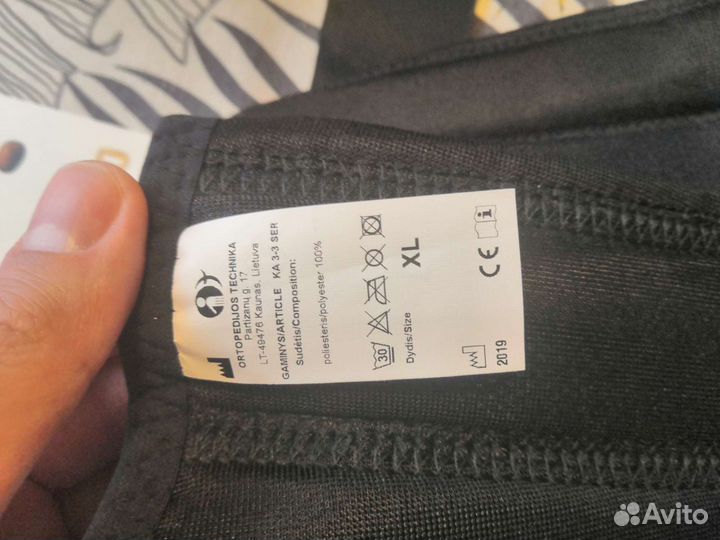 ORTOPEDIJOS TECHNIKA
Partizanų g. 17
LT-49476 Kaunas, Lietuva
GAMINYS/ARTICLE KA 3-3 SER
Sudėtis/Composition:
poliesteris/polyester 100%
30
Dydis/Size
XL
CE
i
2019
Avito